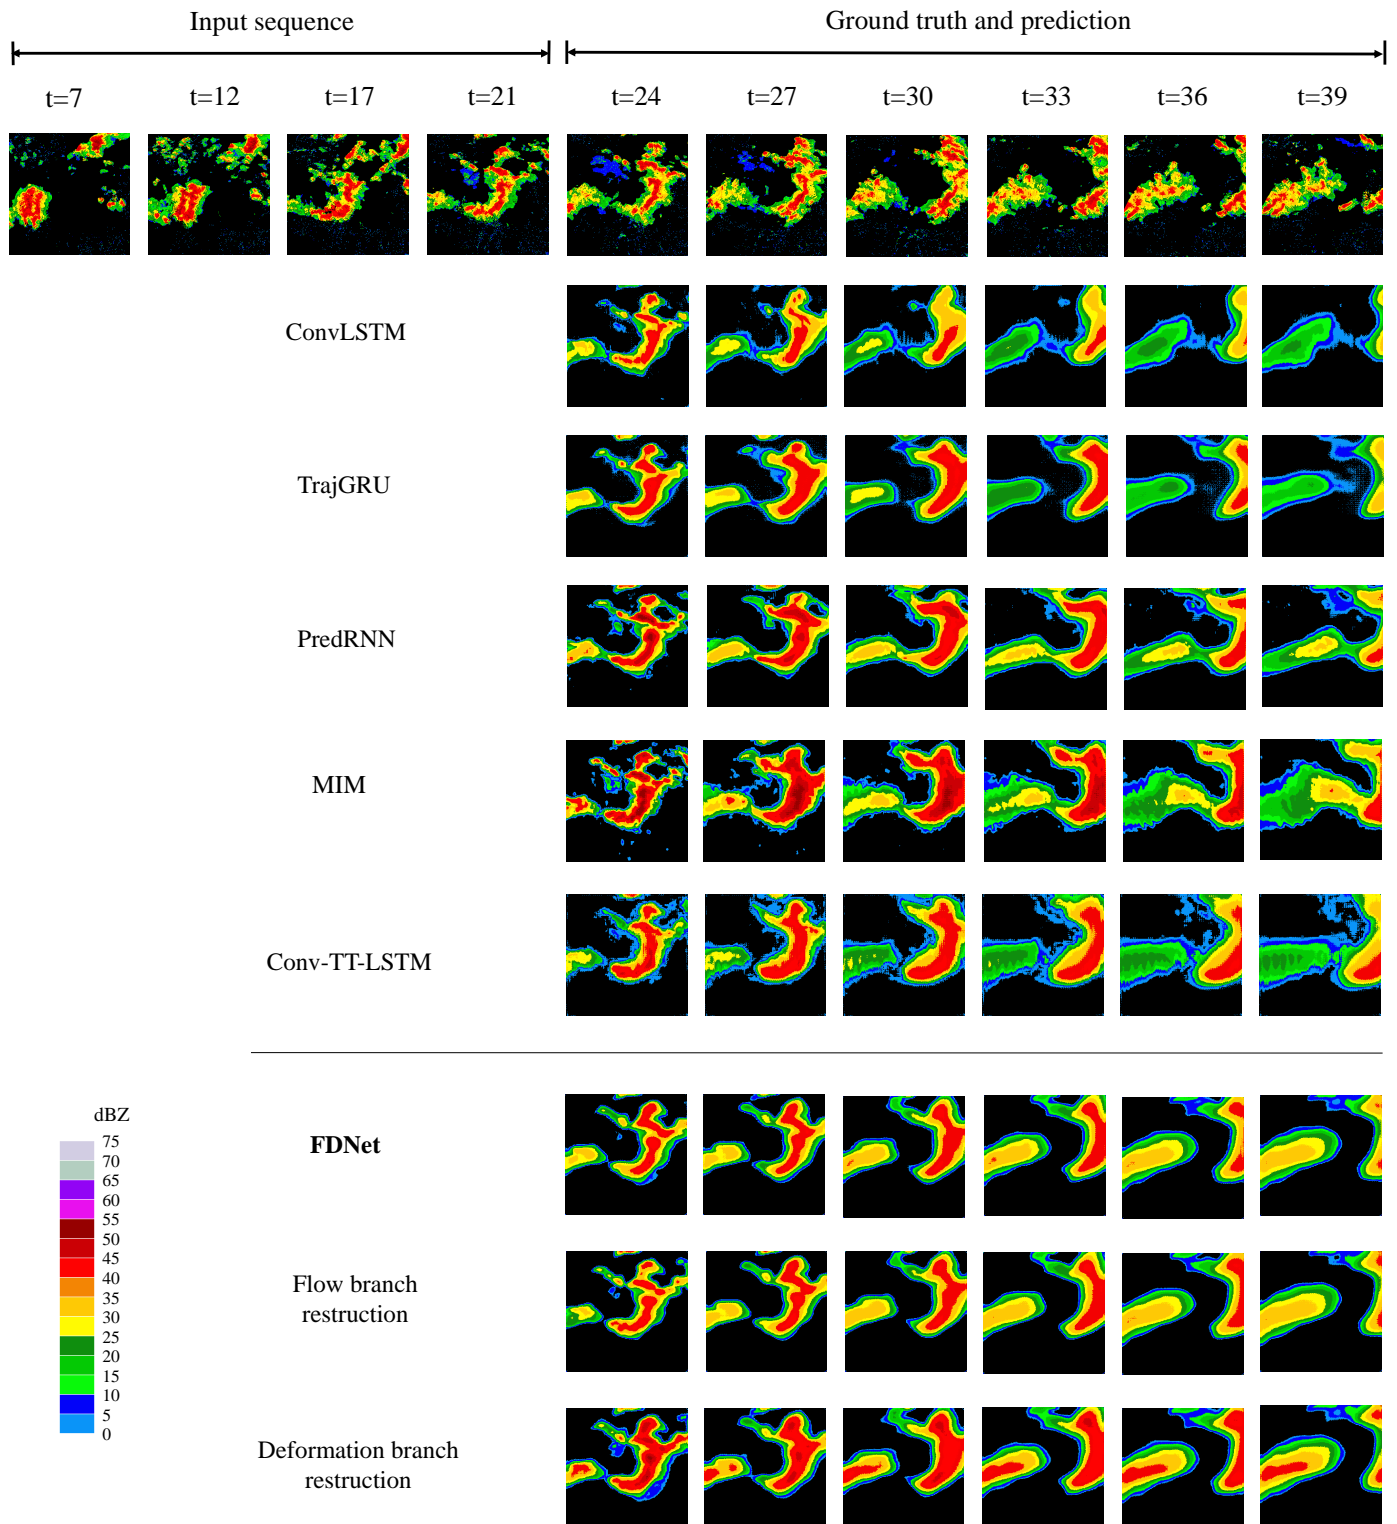 Input sequence
Ground truth and prediction
t=7 t=12 t=17 t=21 t=24 t=27 t=30 t=33 t=36 t=39
ConvLSTM
TrajGRU
PredRNN
MIM
Conv-TT-LSTM
FDNet
Flow branch
restruction
Deformation branch
restruction
dBZ
75
70
65
60
55
50
45
40
35
30
25
20
15
10
5
0